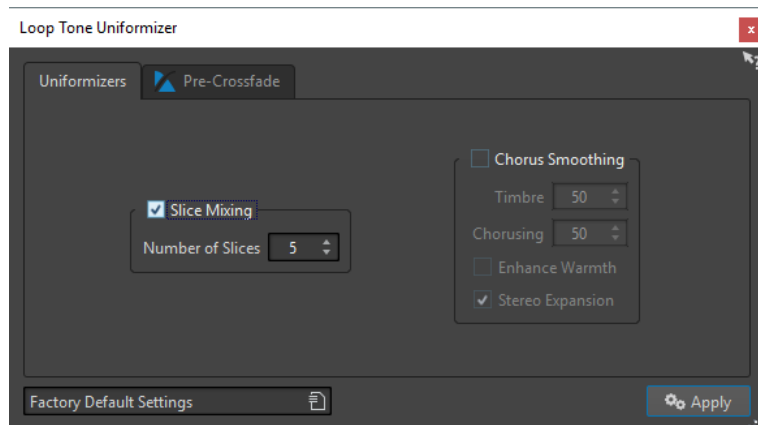 Loop Tone Uniformizer
x
Uniformizers Pre-Crossfade
Slice Mixing
Number of Slices 5
Chorus Smoothing
Timbre 50
Chorusing 50
Enhance Warmth
Stereo Expansion
Factory Default Settings
Apply